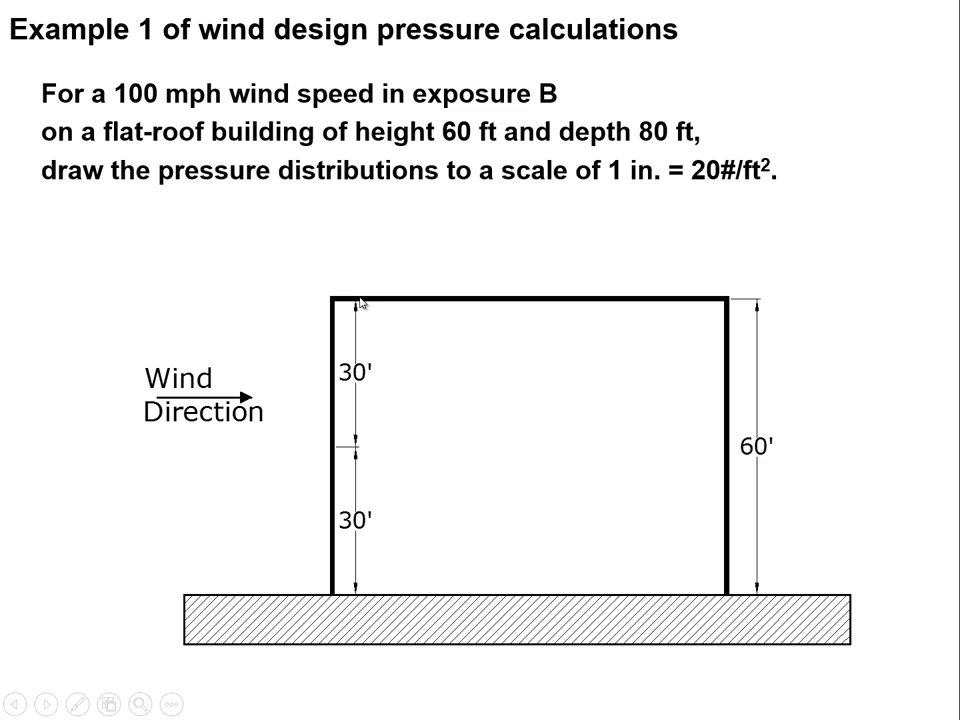 Example 1 of wind design pressure calculations
For a 100 mph wind speed in exposure B
on a flat-roof building of height 60 ft and depth 80 ft,
draw the pressure distributions to a scale of 1 in. = 20#/ft².
Wind
Direction
30'
60'
30'